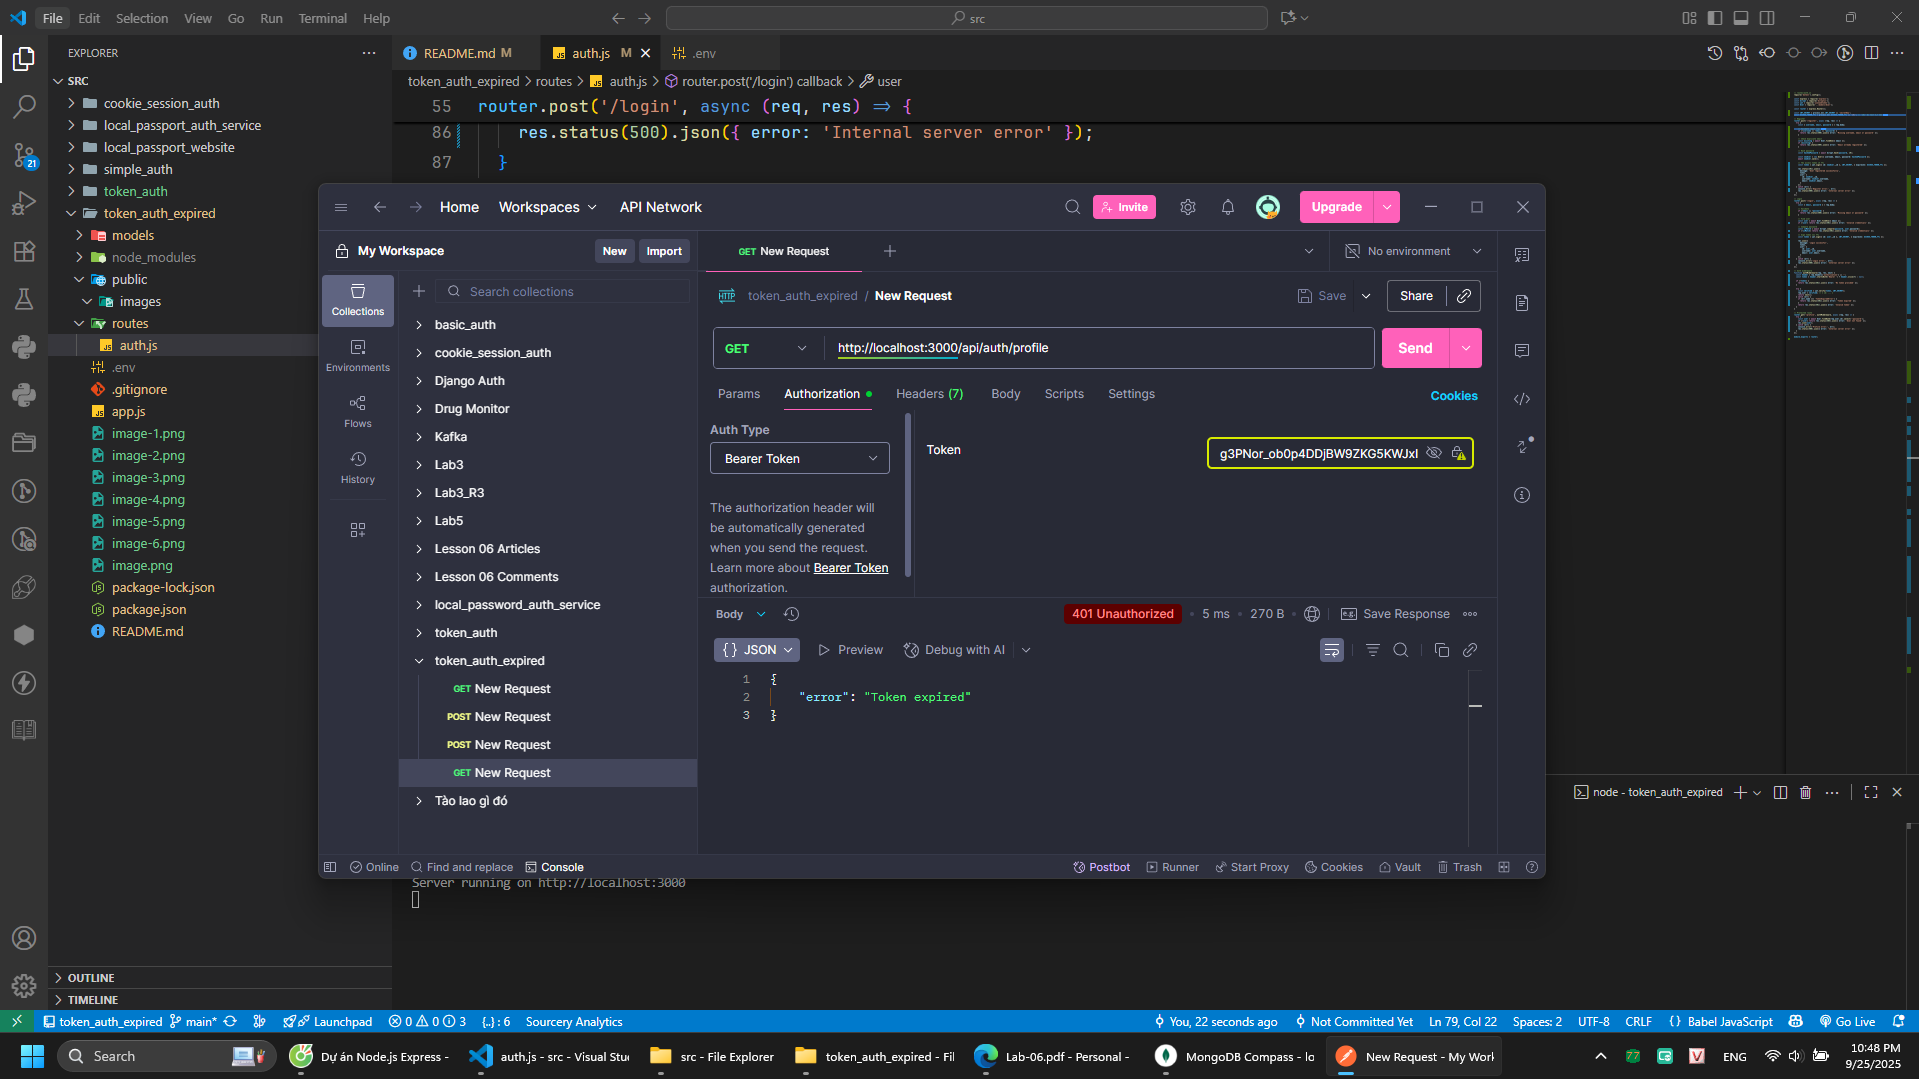 File Edit Selection View Go Run Terminal Help
src
EXPLORER
SRC
cookie_session_auth
local_passport_auth_service
local_passport_website
simple_auth
token_auth
token_auth_expired
models
node_modules
public
images
routes
auth.js
.env
.gitignore
app.js
image-1.png
image-2.png
image-3.png
image-4.png
image-5.png
image-6.png
image.png
package-lock.json
package.json
README.md
OUTLINE
TIMELINE
21
README.md M auth.js M .env
token_auth_expired > routes > auth.js > router.post('/login') callback > user
55 router.post('/login', async (req, res) => {
86 res.status(500).json({ error: 'Internal server error' });
87 }
Home Workspaces API Network Invite Upgrade
My Workspace New Import
GET New Request No environment
Collections
Environments
Flows
History
Search collections
basic_auth
cookie_session_auth
Django Auth
Drug Monitor
Kafka
Lab3
Lab3_R3
Lab5
Lesson 06 Articles
Lesson 06 Comments
local_password_auth_service
token_auth
token_auth_expired
GET New Request
POST New Request
POST New Request
GET New Request
Tào lao gì đó
HTTP token_auth_expired / New Request Save Share
GET http://localhost:3000/api/auth/profile Send
Params Authorization Headers (7) Body Scripts Settings Cookies
Auth Type
Bearer Token
Token g3PNor_ob0p4DDjBW9ZKG5KWJxI
The authorization header will
be automatically generated
when you send the request.
Learn more about Bearer Token
authorization.
Body 401 Unauthorized • 5 ms • 270 B e.g. Save Response
{} JSON Preview Debug with AI
1 {
2 "error": "Token expired"
3 }
Online Find and replace Console Postbot Runner Start Proxy Cookies Vault Trash
node - token_auth_expired
Server running on http://localhost:3000
token_auth_expired main* Launchpad 0 0 3 {..}: 6 Sourcery Analytics You, 22 seconds ago Not Committed Yet Ln 79, Col 22 Spaces: 2 UTF-8 CRLF {} Babel JavaScript Go Live
Search
Dự án Node.js Express - auth.js - src - Visual Stu src - File Explorer token_auth_expired - Fil Lab-06.pdf - Personal - MongoDB Compass - lo New Request - My Work
77 V ENG
10:48 PM
9/25/2025